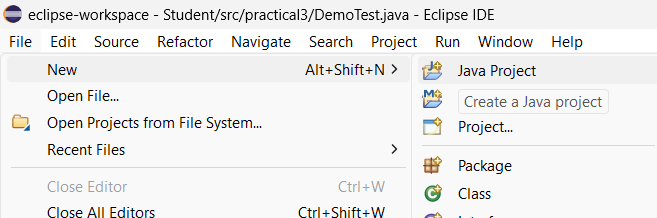 eclipse-workspace - Student/src/practical3/DemoTest.java - Eclipse IDE
File Edit Source Refactor Navigate Search Project Run Window Help
New Alt+Shift+N >
Open File...
Open Projects from File System...
Recent Files >
Close Editor Ctrl+W
Close All Editors Ctrl+Shift+W
Java Project
Create a Java project
Project...
Package
Class